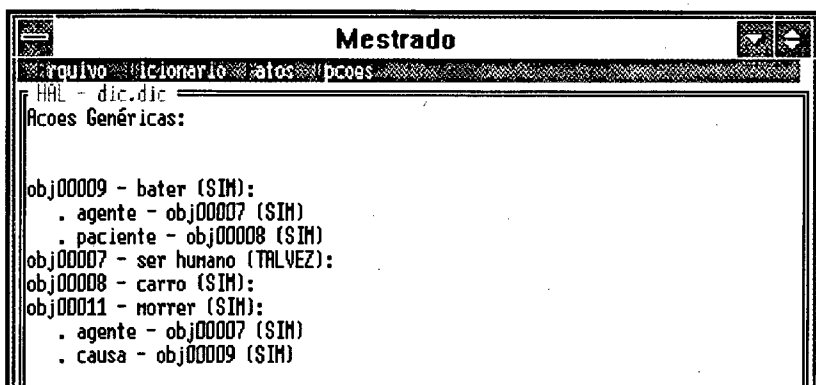 Mestrado
rquivo icionario atos pcoes
HAL - dic.dic
Acoes Genéricas:
obj00009 - bater (SIM):
. agente - obj00007 (SIM)
. paciente - obj00008 (SIM)
obj00007 - ser humano (TALVEZ):
obj00008 - carro (SIM):
obj00011 - morrer (SIM):
. agente - obj00007 (SIM)
. causa - obj00009 (SIM)